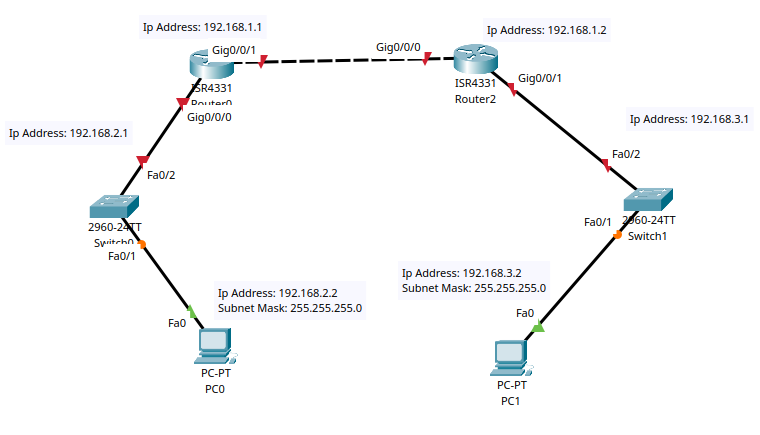 Ip Address: 192.168.1.1
Ip Address: 192.168.1.2
Gig0/0/1
Gig0/0/0
ISR4331
Router0
ISR4331
Router2
Gig0/0/1
Gig0/0/0
Ip Address: 192.168.2.1
Ip Address: 192.168.3.1
Fa0/2
Fa0/2
2960-24TT
Switch0
Fa0/1
Fa0/1
2960-24TT
Switch1
Ip Address: 192.168.2.2
Subnet Mask: 255.255.255.0
Ip Address: 192.168.3.2
Subnet Mask: 255.255.255.0
Fa0
Fa0
PC-PT
PC0
PC-PT
PC1